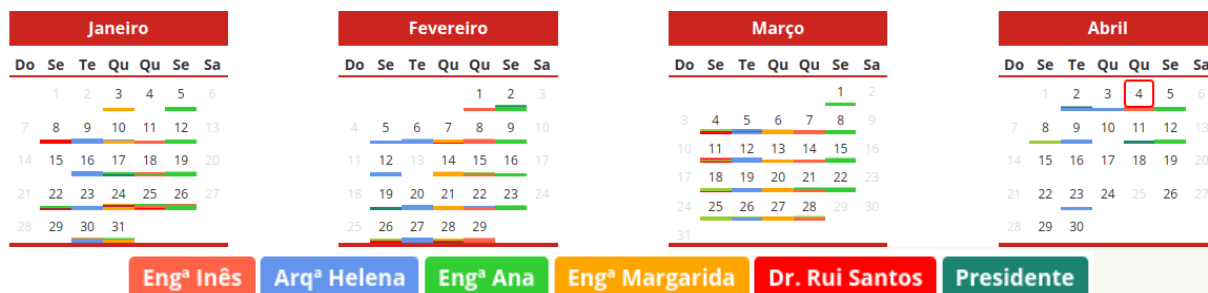 Janeiro Fevereiro Março Abril
Do Se Te Qu Qu Se Sa Do Se Te Qu Qu Se Sa Do Se Te Qu Qu Se Sa Do Se Te Qu Qu Se Sa
1 2 3 4 5 6 1 2 3 1 2 1 2 3 4 5 6
7 8 9 10 11 12 13 4 5 6 7 8 9 10 3 4 5 6 7 8 9 7 8 9 10 11 12 13
14 15 16 17 18 19 20 11 12 13 14 15 16 17 10 11 12 13 14 15 16 14 15 16 17 18 19 20
21 22 23 24 25 26 27 18 19 20 21 22 23 24 17 18 19 20 21 22 23 21 22 23 24 25 26 27
28 29 30 31 25 26 27 28 29 24 25 26 27 28 29 30 28 29 30
31
Engª Inês Arqª Helena Engª Ana Engª Margarida Dr. Rui Santos Presidente